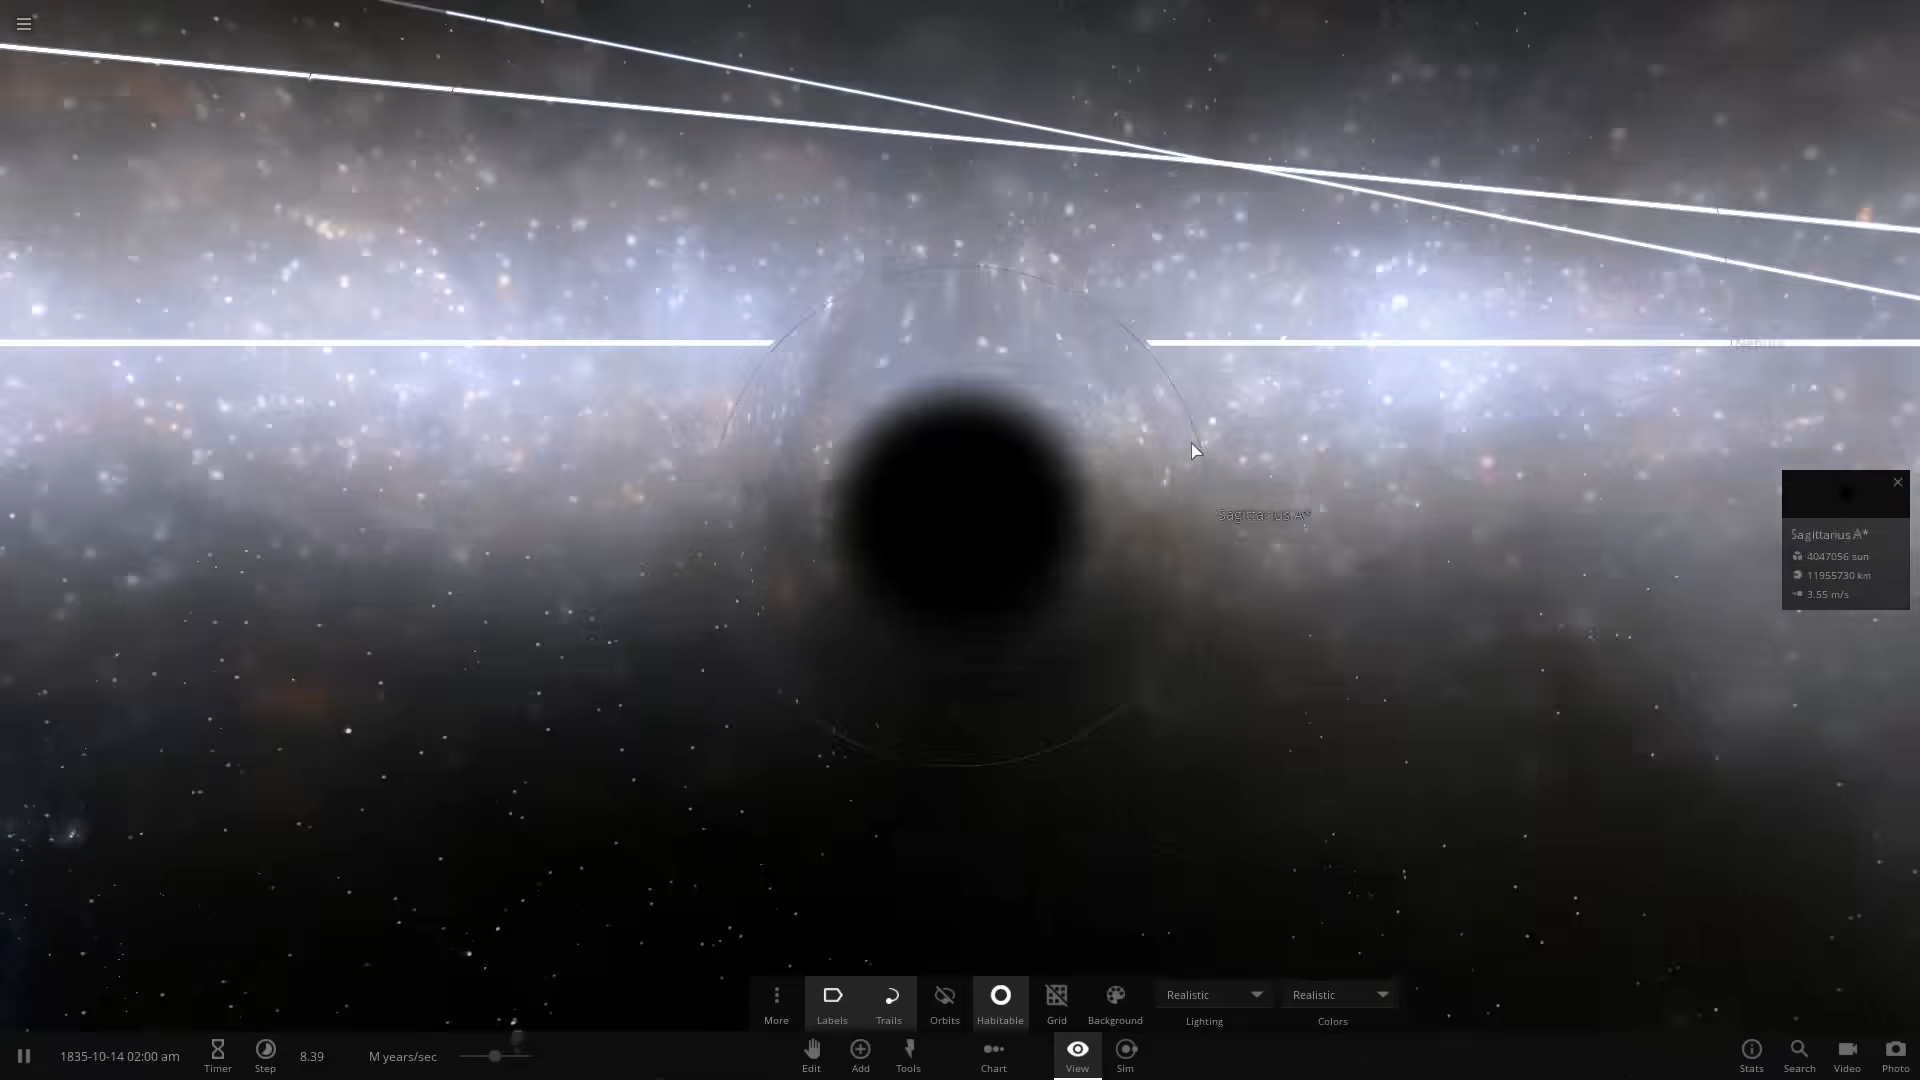 Sagittarius A*
Sagittarius A*
4047056 sun
11955730 km
3.55 m/s
More
Labels
Trails
Orbits
Habitable
Grid
Background
Realistic
Lighting
Realistic
Colors
1835-10-14 02:00 am
Timer
Step
8.39
M years/sec
Edit
Add
Tools
Chart
View
Sim
Stats
Search
Video
Photo